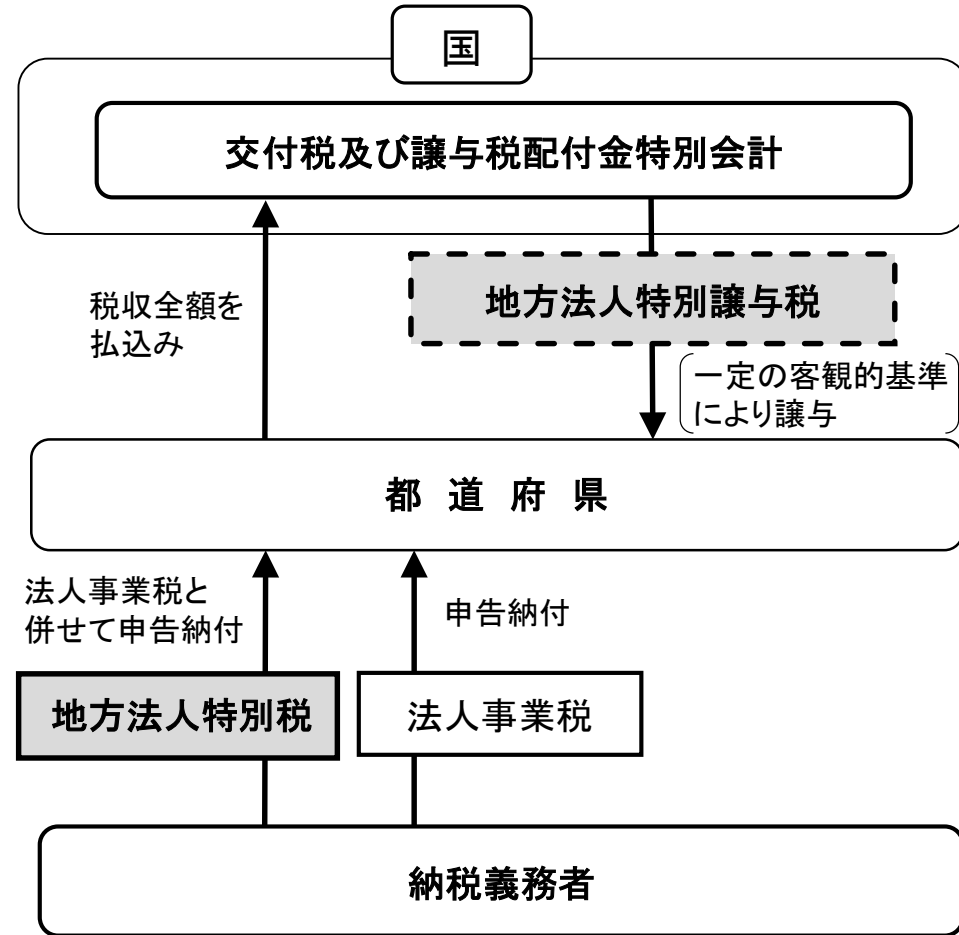 国
交付税及び譲与税配付金特別会計
税収全額を
払込み
地方法人特別譲与税
一定の客観的基準
により譲与
都 道 府 県
法人事業税と
併せて申告納付
申告納付
地方法人特別税
法人事業税
納税義務者